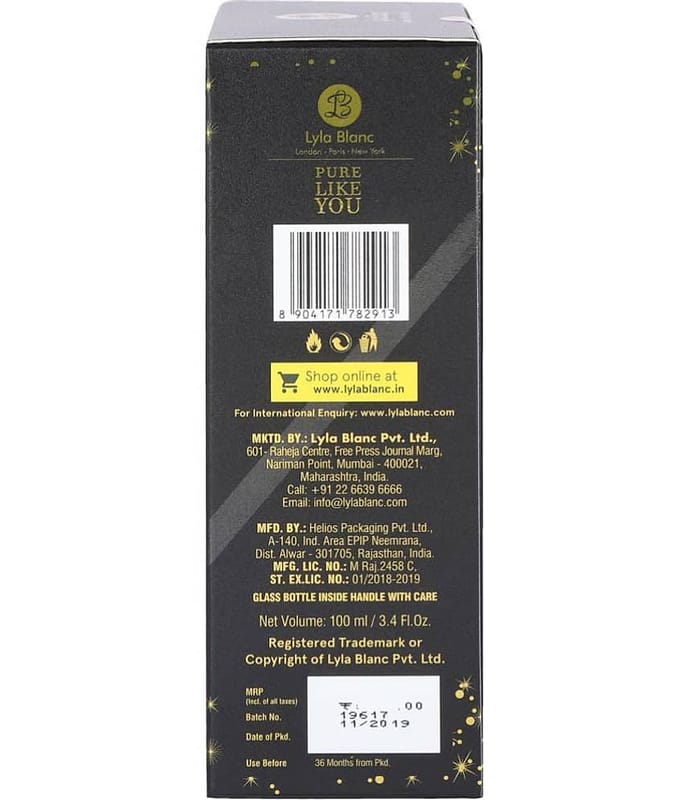 LB
Lyla Blanc
London - Paris - New York
PURE
LIKE
YOU
8 904171 782913
Shop online at
www.lylablanc.in
For International Enquiry: www.lylablanc.com
MKTD. BY.: Lyla Blanc Pvt. Ltd.,
601- Raheja Centre, Free Press Journal Marg,
Nariman Point, Mumbai - 400021,
Maharashtra, India.
Call: +91 22 6639 6666
Email: info@lylablanc.com
MFD. BY.: Helios Packaging Pvt. Ltd.,
A-140, Ind. Area EPIP Neemrana,
Dist. Alwar - 301705, Rajasthan, India.
MFG. LIC. NO.: M Raj.2458 C,
ST. EX.LIC. NO.: 01/2018-2019
GLASS BOTTLE INSIDE HANDLE WITH CARE
Net Volume: 100 ml / 3.4 Fl.Oz.
Registered Trademark or
Copyright of Lyla Blanc Pvt. Ltd.
MRP ₹: .00
(Incl. of all taxes)
Batch No. 19617
Date of Pkd. 11/2019
Use Before 36 Months from Pkd.